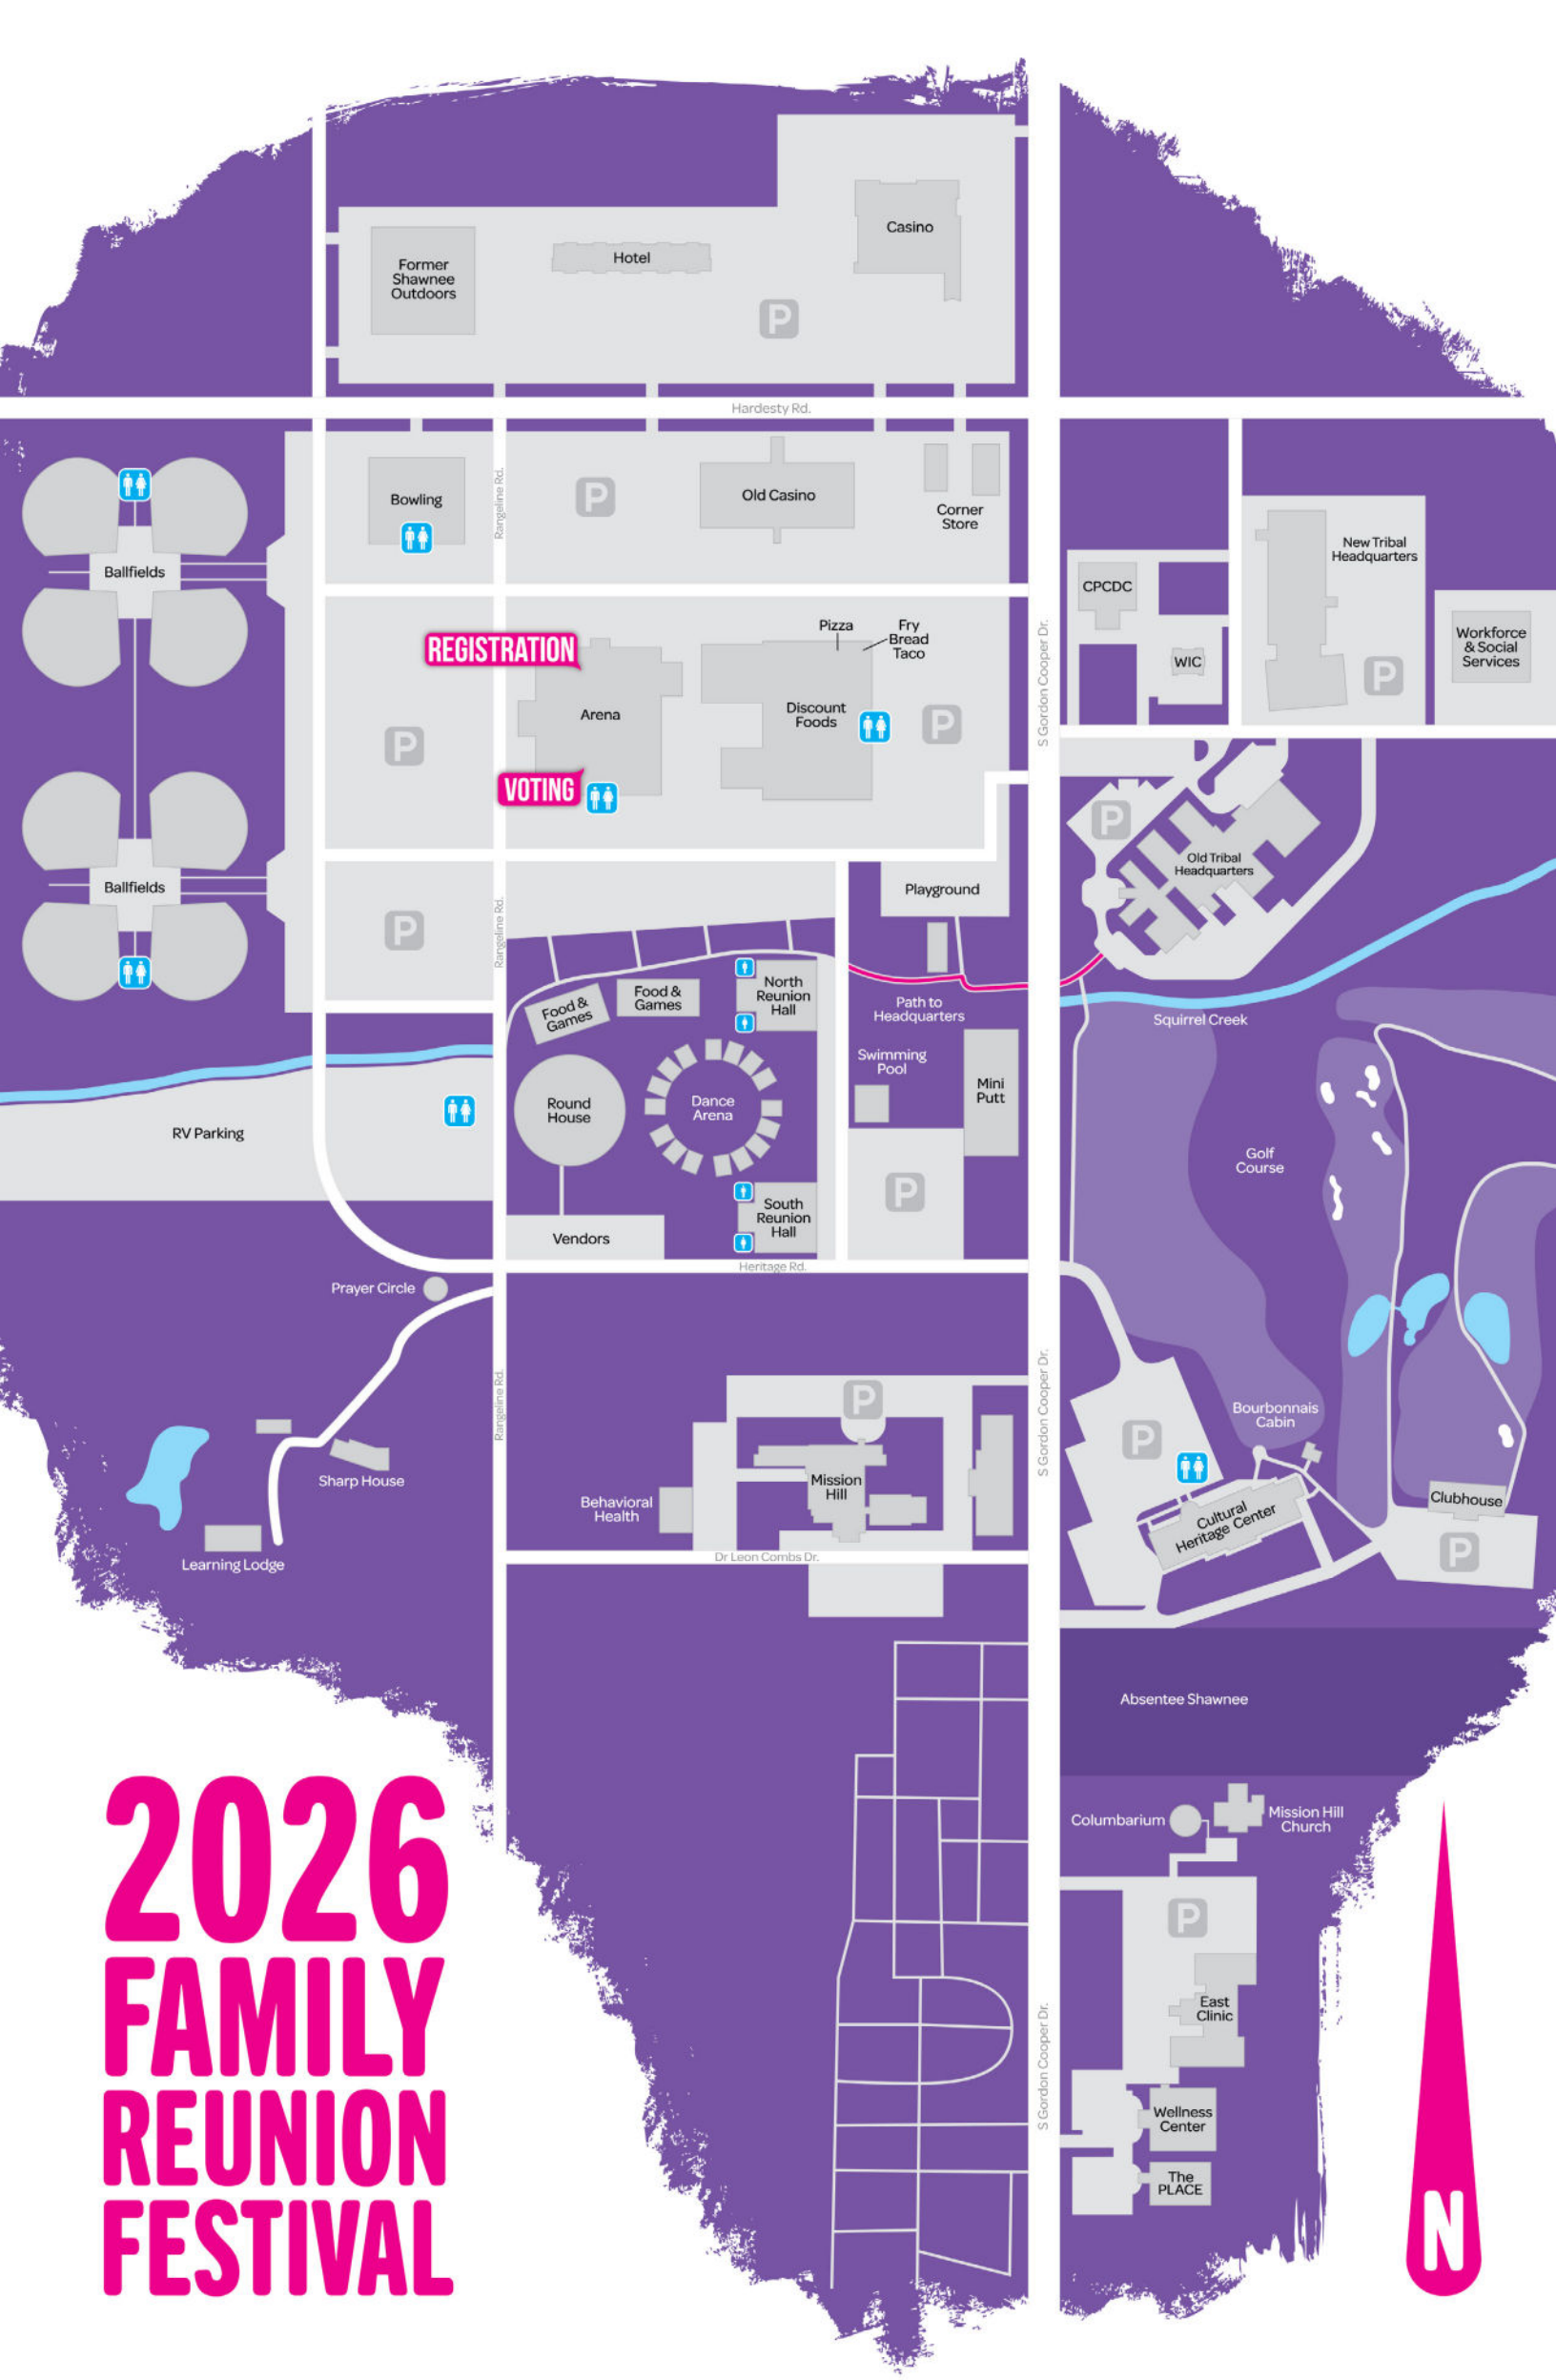 Casino
Former
Shawnee
Outdoors
Hotel
P
Hardesty Rd.
Bowling
Rangeline Rd.
P
Old Casino
Corner
Store
Ballfields
New Tribal
Headquarters
CPCDC
WIC
P
Workforce
& Social
Services
REGISTRATION
Pizza
Fry
Bread
Taco
S Gordon Cooper Dr.
Arena
Discount
Foods
P
P
VOTING
P
Old Tribal
Headquarters
Ballfields
Playground
P
Rangeline Rd.
Food &
Games
Food &
Games
North
Reunion
Hall
Path to
Headquarters
Squirrel Creek
Swimming
Pool
Mini
Putt
Round
House
Dance
Arena
RV Parking
Golf
Course
P
South
Reunion
Hall
Vendors
Heritage Rd.
Prayer Circle
Rangeline Rd.
S Gordon Cooper Dr.
P
Bourbonnais
Cabin
P
Sharp House
Mission
Hill
Behavioral
Health
Cultural
Heritage Center
Clubhouse
P
Learning Lodge
Dr Leon Combs Dr.
Absentee Shawnee
Columbarium
Mission Hill
Church
P
East
Clinic
S Gordon Cooper Dr.
Wellness
Center
The
PLACE
2026
FAMILY
REUNION
FESTIVAL
N